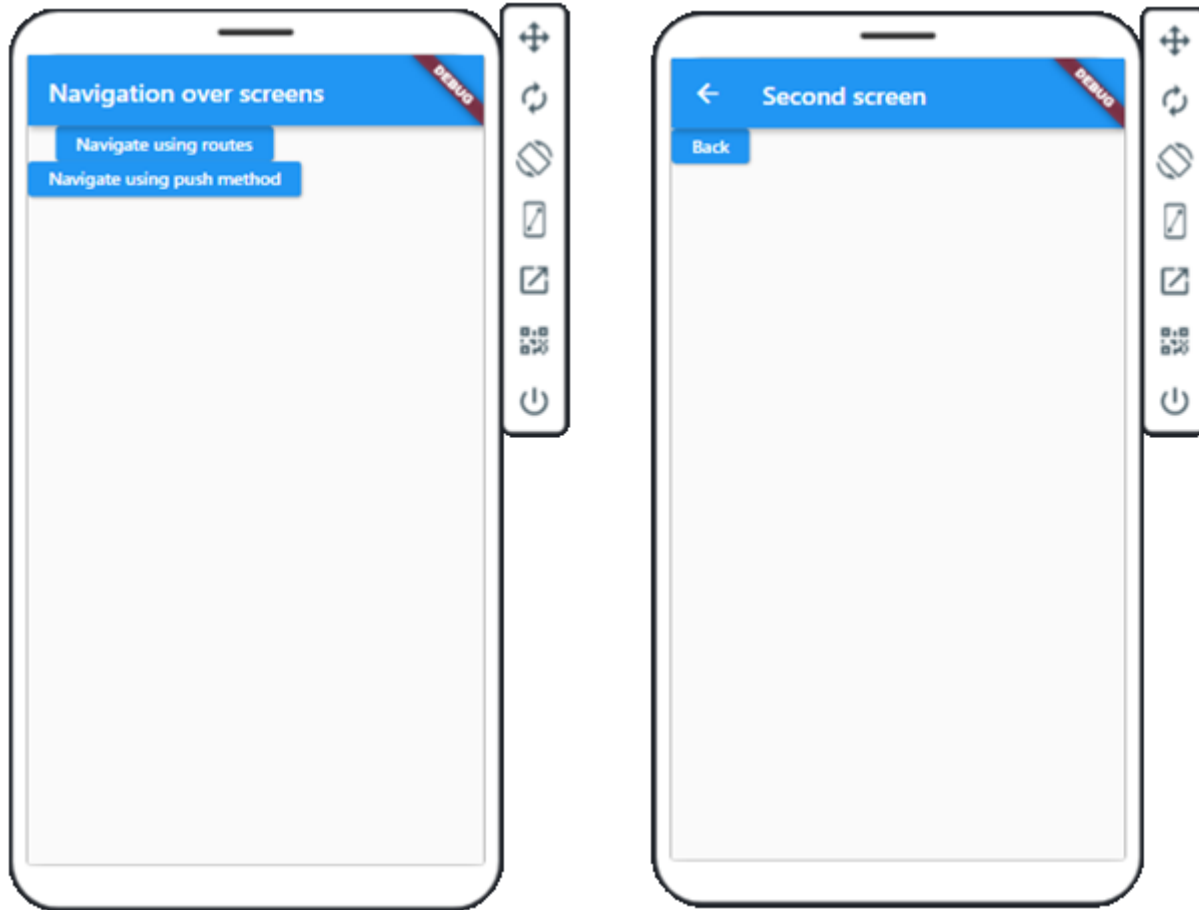 Navigation over screens
DEBUG
Navigate using routes
Navigate using push method
Second screen
DEBUG
Back